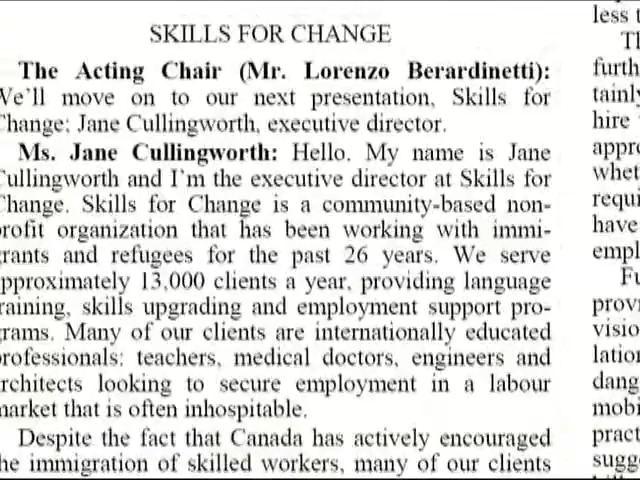 SKILLS FOR CHANGE
The Acting Chair (Mr. Lorenzo Berardinetti):
We'll move on to our next presentation, Skills for
Change: Jane Cullingworth, executive director.
Ms. Jane Cullingworth: Hello. My name is Jane
Cullingworth and I'm the executive director at Skills for
Change. Skills for Change is a community-based non-
profit organization that has been working with immi-
grants and refugees for the past 26 years. We serve
approximately 13,000 clients a year, providing language
training, skills upgrading and employment support pro-
grams. Many of our clients are internationally educated
professionals: teachers, medical doctors, engineers and
architects looking to secure employment in a labour
market that is often inhospitable.
Despite the fact that Canada has actively encouraged
the immigration of skilled workers, many of our clients
less t
Th
furth
tainly
hire
appro
whet
requi
have
empl
Fu
provi
visio
lation
dang
mobi
pract
sugge